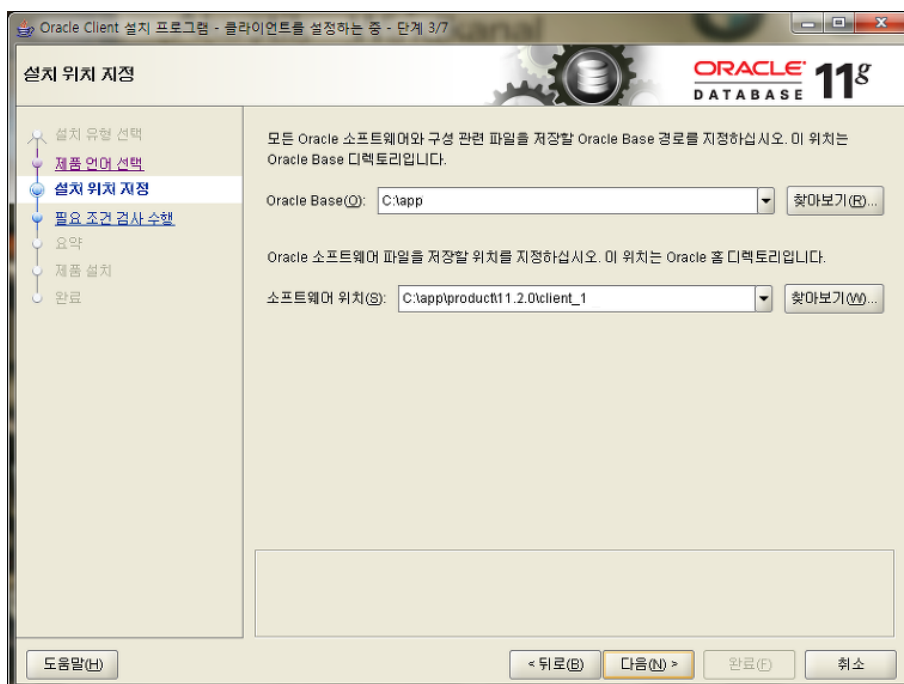 Oracle Client 설치 프로그램 - 클라이언트를 설정하는 중 - 단계 3/7
설치 위치 지정
ORACLE
DATABASE 11g
설치 유형 선택
제품 언어 선택
설치 위치 지정
필요 조건 검사 수행
요약
제품 설치
완료
모든 Oracle 소프트웨어와 구성 관련 파일을 저장할 Oracle Base 경로를 지정하십시오. 이 위치는
Oracle Base 디렉토리입니다.
Oracle Base(O): C:\app 찾아보기(R)...
Oracle 소프트웨어 파일을 저장할 위치를 지정하십시오. 이 위치는 Oracle 홈 디렉토리입니다.
소프트웨어 위치(S): C:\app\product\11.2.0\client_1 찾아보기(W)...
도움말(H) < 뒤로(B) 다음(N) > 완료(F) 취소